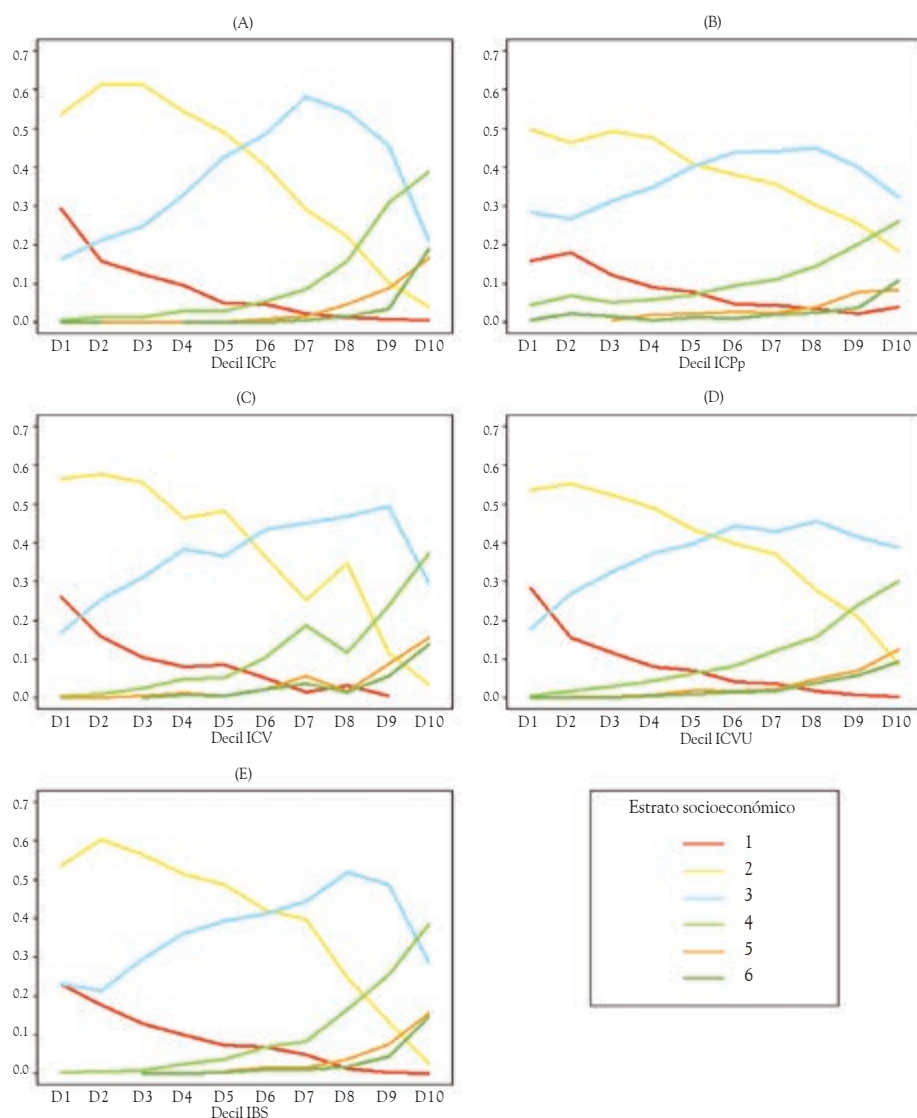 (A)
0.7
0.6
0.5
0.4
0.3
0.2
0.1
0.0
D1 D2 D3 D4 D5 D6 D7 D8 D9 D10
Decil ICPc
(B)
0.7
0.6
0.5
0.4
0.3
0.2
0.1
0.0
D1 D2 D3 D4 D5 D6 D7 D8 D9 D10
Decil ICPp
(C)
0.7
0.6
0.5
0.4
0.3
0.2
0.1
0.0
D1 D2 D3 D4 D5 D6 D7 D8 D9 D10
Decil ICV
(D)
0.7
0.6
0.5
0.4
0.3
0.2
0.1
0.0
D1 D2 D3 D4 D5 D6 D7 D8 D9 D10
Decil ICVU
(E)
0.7
0.6
0.5
0.4
0.3
0.2
0.1
0.0
D1 D2 D3 D4 D5 D6 D7 D8 D9 D10
Decil IBS
Estrato socioeconómico
1
2
3
4
5
6